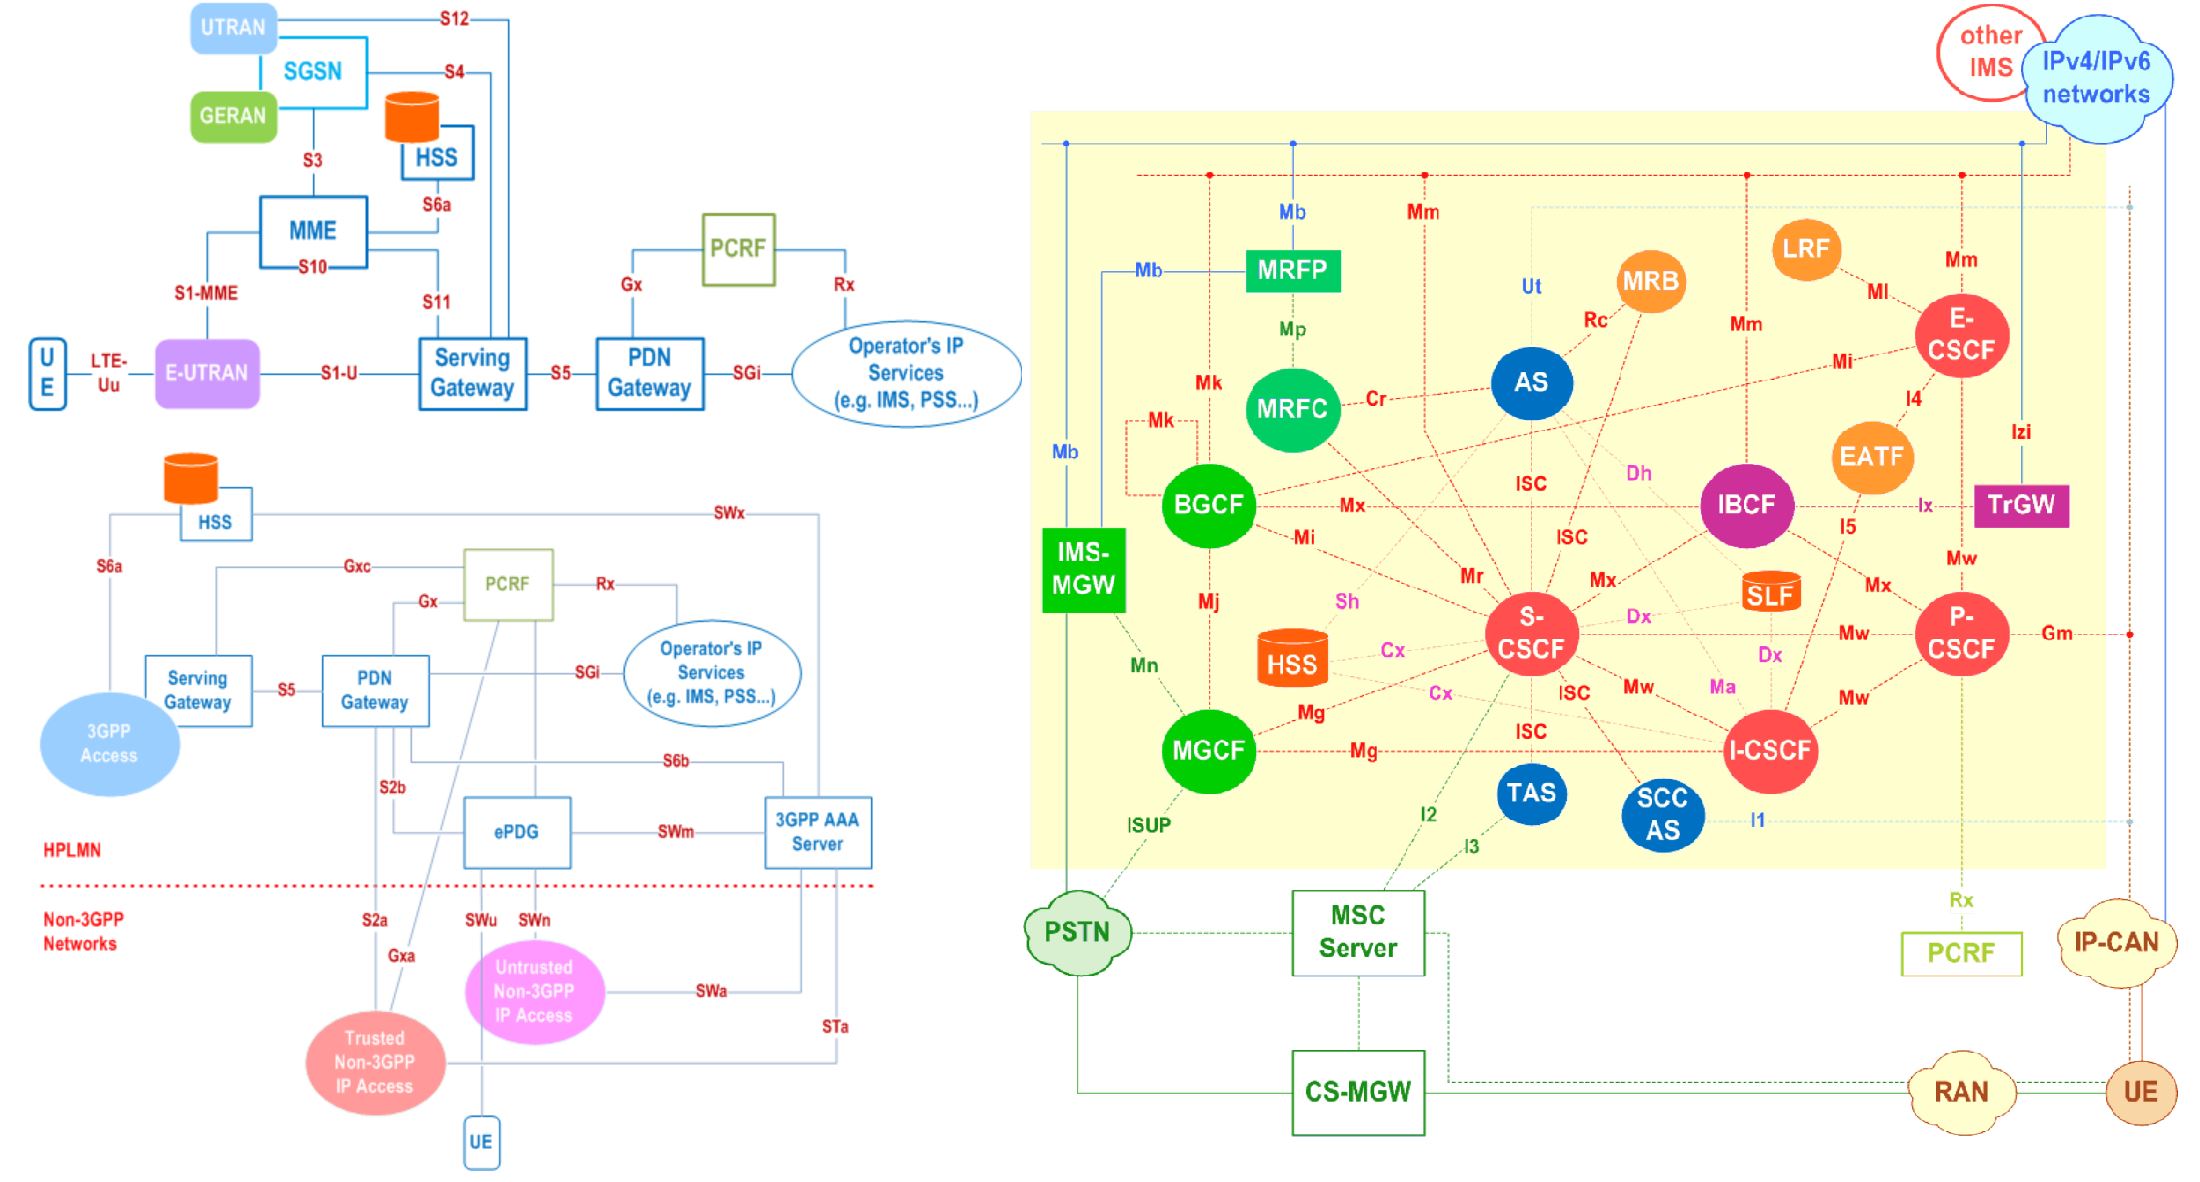 UTRAN
S12
SGSN
S4
GERAN
HSS
S3
S6a
MME
S10
PCRF
S1-MME
S11
Gx
Rx
U
E
LTE-
Uu
E-UTRAN
S1-U
Serving
Gateway
S5
PDN
Gateway
SGi
Operator's IP
Services
(e.g. IMS, PSS...)
HSS
SWx
S6a
Gxc
PCRF
Rx
Gx
Operator's IP
Services
(e.g. IMS, PSS...)
Serving
Gateway
S5
PDN
Gateway
SGi
3GPP
Access
S6b
S2b
ePDG
SWm
3GPP AAA
Server
HPLMN
Non-3GPP
Networks
S2a
SWu
SWn
Gxa
Untrusted
Non-3GPP
IP Access
SWa
STa
Trusted
Non-3GPP
IP Access
UE
other
IMS
IPv4/IPv6
networks
Mb
Mm
LRF
Mm
Mb
MRFP
Ut
MRB
MI
Mp
Rc
Mm
E-
CSCF
Mk
MRFC
Cr
AS
Mi
I4
Mk
Izi
Mb
EATF
Dh
ISC
BGCF
Mx
IBCF
Ix
TrGW
I5
IMS-
MGW
Mi
ISC
Mw
Mr
Mx
Mx
SLF
Mj
Sh
S-
CSCF
Dx
P-
CSCF
Mw
Gm
HSS
Cx
Dx
Mn
Cx
Mw
Ma
Mw
ISC
Mg
ISC
MGCF
Mg
I-CSCF
TAS
SCC
AS
I2
I1
ISUP
I3
Rx
PSTN
MSC
Server
PCRF
IP-CAN
CS-MGW
RAN
UE